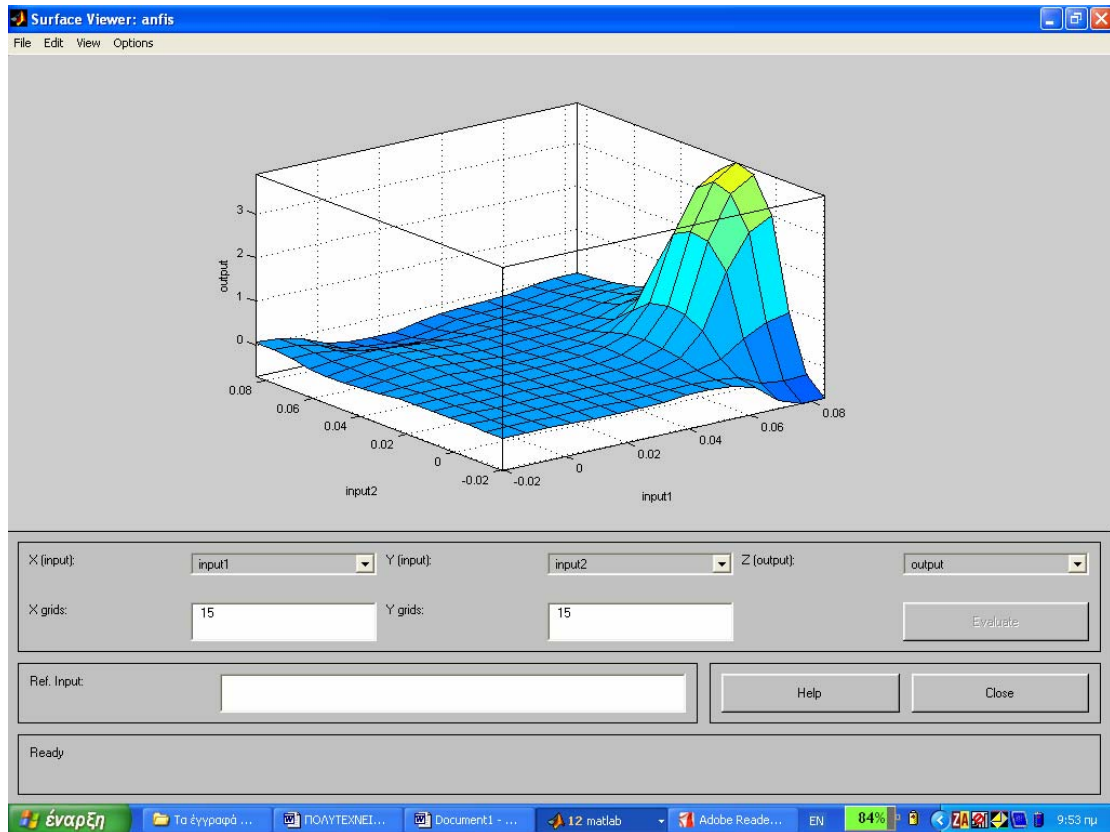 Surface Viewer: anfis
File Edit View Options
3
2
1
0
output
0.08
0.06
0.04
0.02
0
-0.02
input2
-0.02
0
0.02
0.04
0.06
0.08
input1
X (input): input1 Y (input): input2 Z (output): output
X grids: 15 Y grids: 15 Evaluate
Ref. Input: Help Close
Ready
έναρξη Τα έγγραφά ... ΠΟΛΥΤΕΧΝΕΙ... Document1 - ... 12 matlab Adobe Reade... EN 84% ZA 9:53 πμ